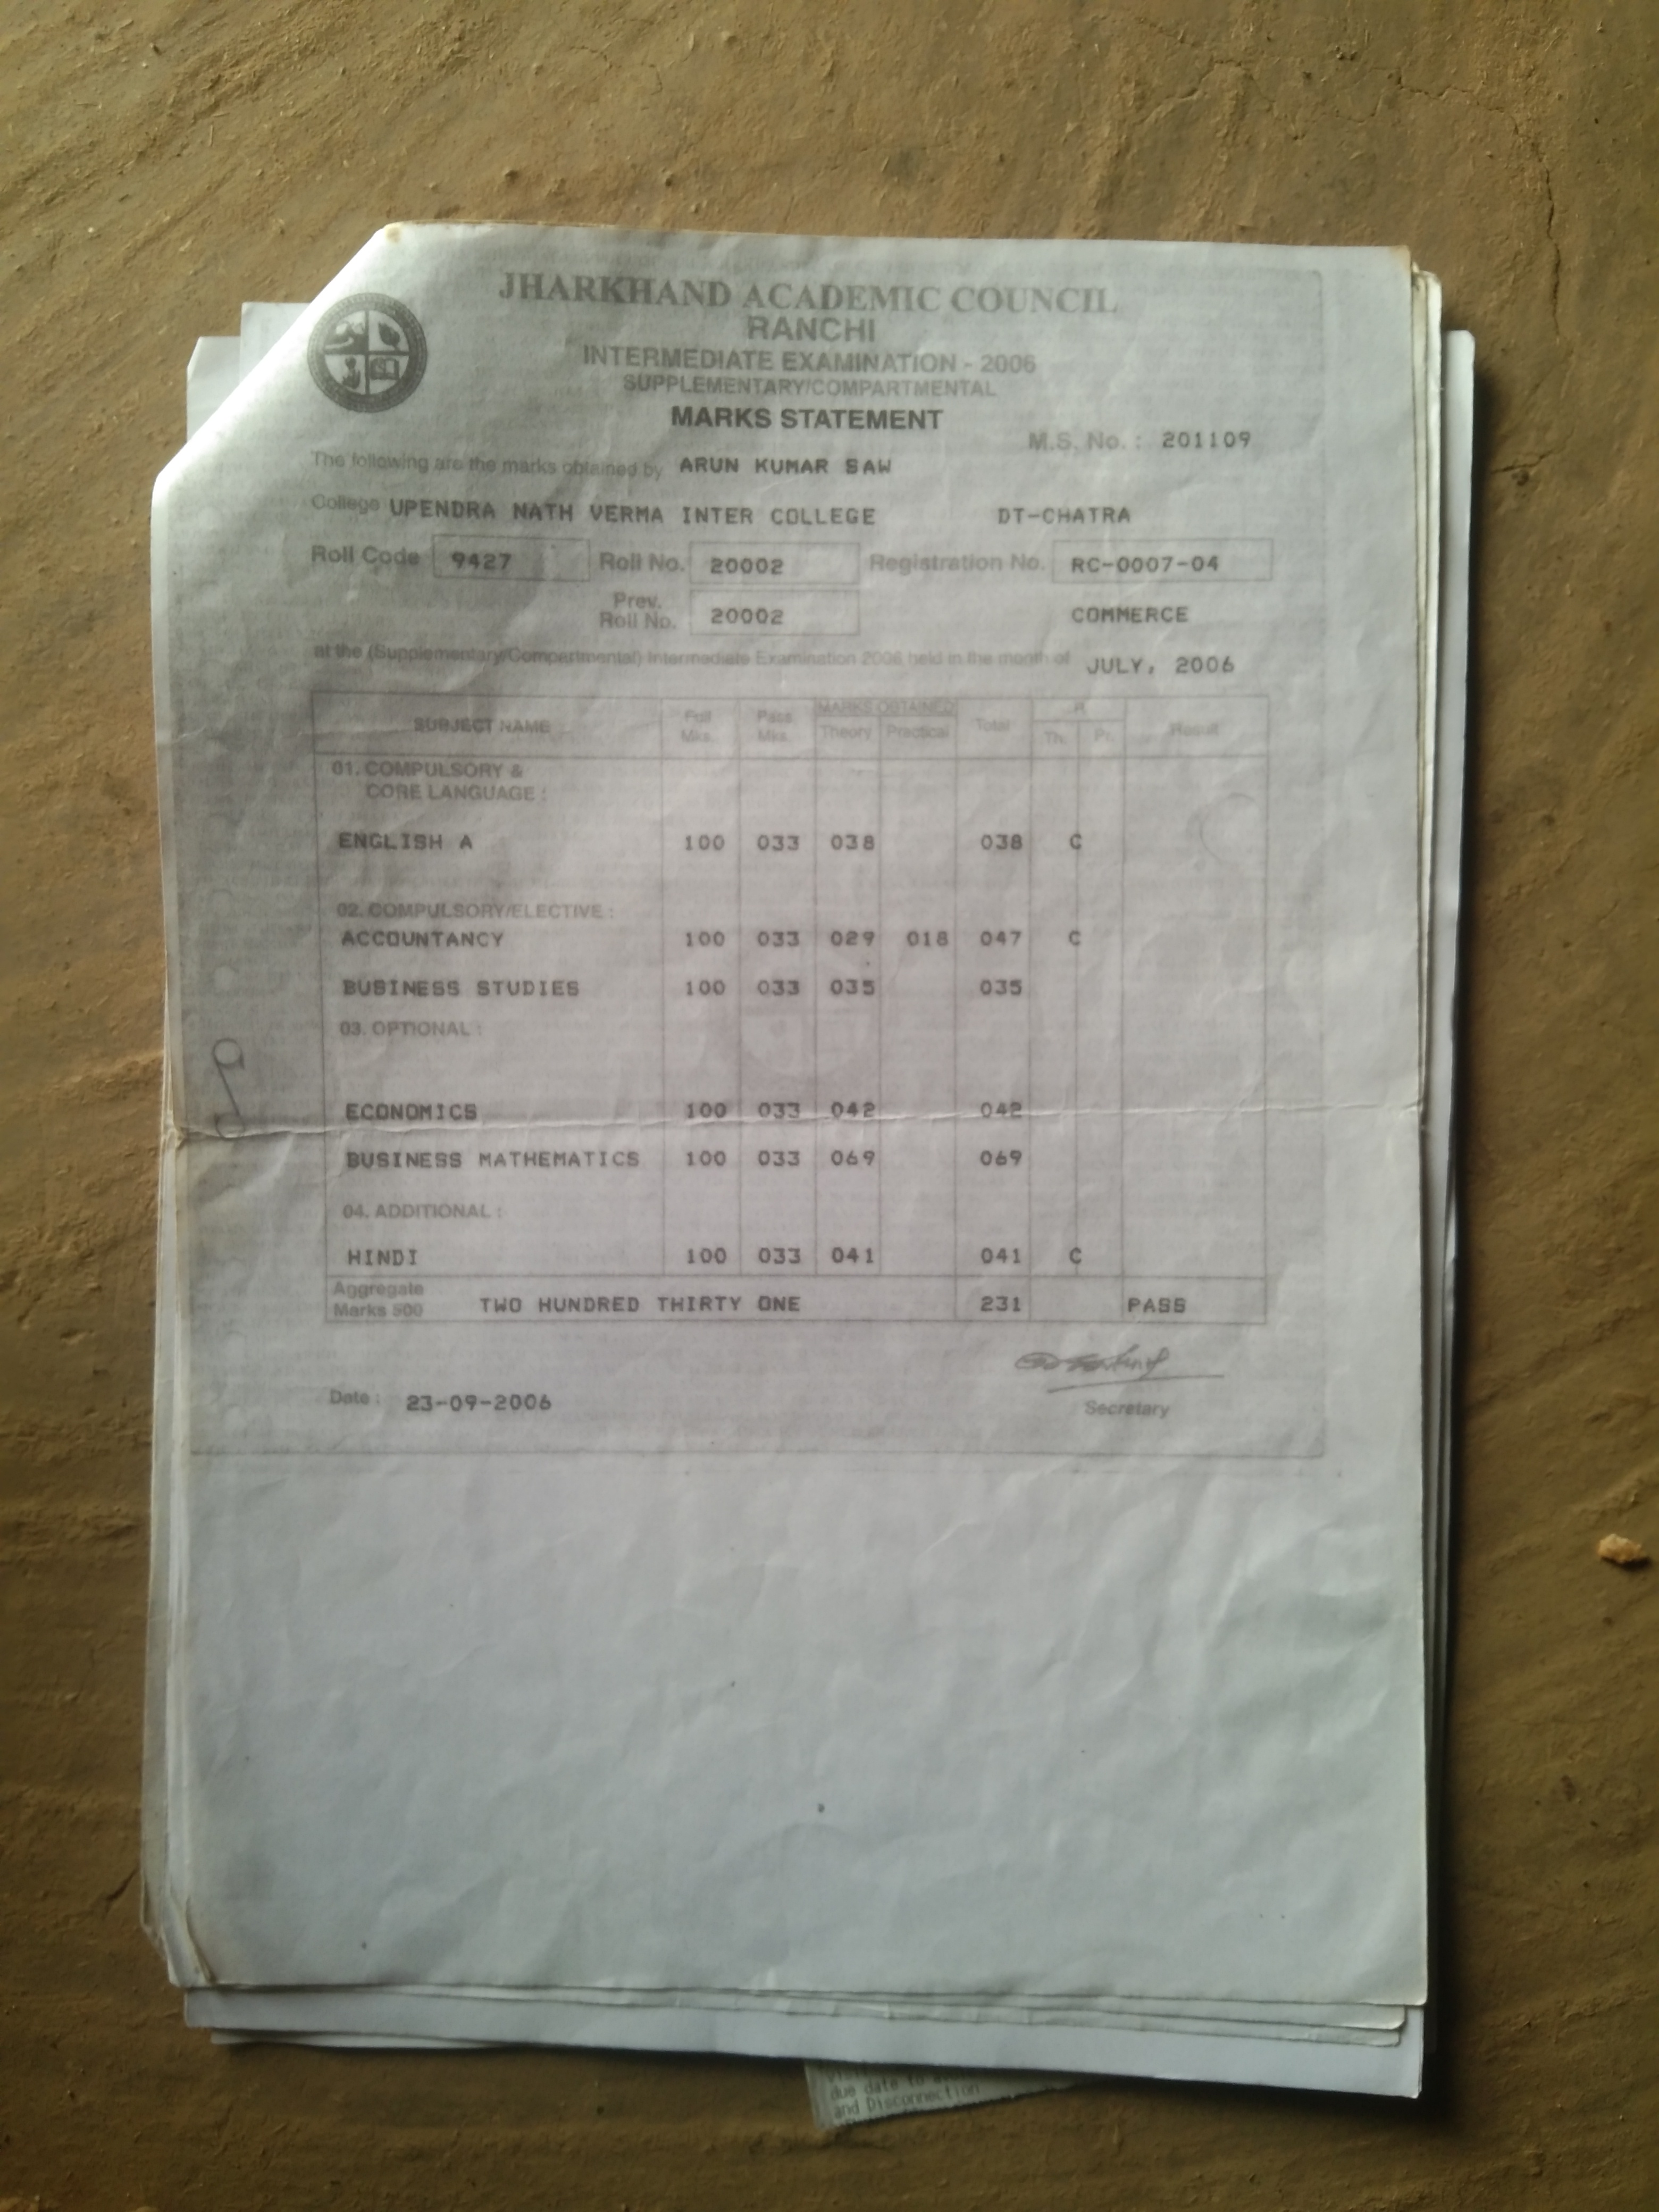 JHARKHAND ACADEMIC COUNCIL
RANCHI
INTERMEDIATE EXAMINATION - 2006
SUPPLEMENTARY/COMPARTMENTAL
MARKS STATEMENT
M.S. No. : 201109
The following are the marks obtained by ARUN KUMAR SAW
College UPENDRA NATH VERMA INTER COLLEGE DT-CHATRA
Roll Code 9427 Roll No. 20002 Registration No. RC-0007-04
Prev. Roll No. 20002 COMMERCE
at the (Supplementary/Compartmental) Intermediate Examination 2006 held in the month of JULY, 2006
SUBJECT NAME Full Mks. Pass Mks. MARKS OBTAINED Theory Practical Total Th. Pr. Result
01. COMPULSORY &
CORE LANGUAGE :
ENGLISH A 100 033 038 038 C
02. COMPULSORY/ELECTIVE :
ACCOUNTANCY 100 033 029 018 047 C
BUSINESS STUDIES 100 033 035 035
03. OPTIONAL :
ECONOMICS 100 033 042 042
BUSINESS MATHEMATICS 100 033 069 069
04. ADDITIONAL :
HINDI 100 033 041 041 C
Aggregate Marks 500 TWO HUNDRED THIRTY ONE 231 PASS
Date : 23-09-2006
Secretary
due date to
and Disconnection